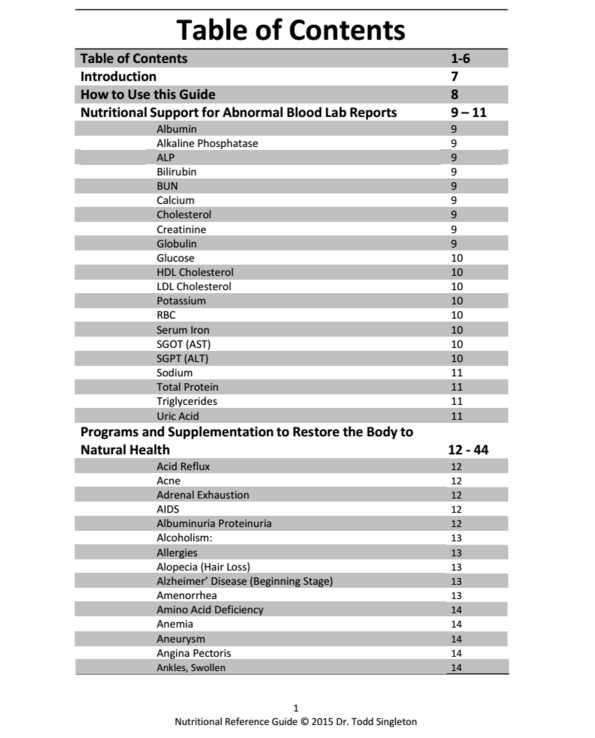 Table of Contents
Table of Contents 1-6
Introduction 7
How to Use this Guide 8
Nutritional Support for Abnormal Blood Lab Reports 9 – 11
Albumin 9
Alkaline Phosphatase 9
ALP 9
Bilirubin 9
BUN 9
Calcium 9
Cholesterol 9
Creatinine 9
Globulin 9
Glucose 10
HDL Cholesterol 10
LDL Cholesterol 10
Potassium 10
RBC 10
Serum Iron 10
SGOT (AST) 10
SGPT (ALT) 10
Sodium 11
Total Protein 11
Triglycerides 11
Uric Acid 11
Programs and Supplementation to Restore the Body to
Natural Health 12 - 44
Acid Reflux 12
Acne 12
Adrenal Exhaustion 12
AIDS 12
Albuminuria Proteinuria 12
Alcoholism: 13
Allergies 13
Alopecia (Hair Loss) 13
Alzheimer’ Disease (Beginning Stage) 13
Amenorrhea 13
Amino Acid Deficiency 14
Anemia 14
Aneurysm 14
Angina Pectoris 14
Ankles, Swollen 14
1
Nutritional Reference Guide © 2015 Dr. Todd Singleton